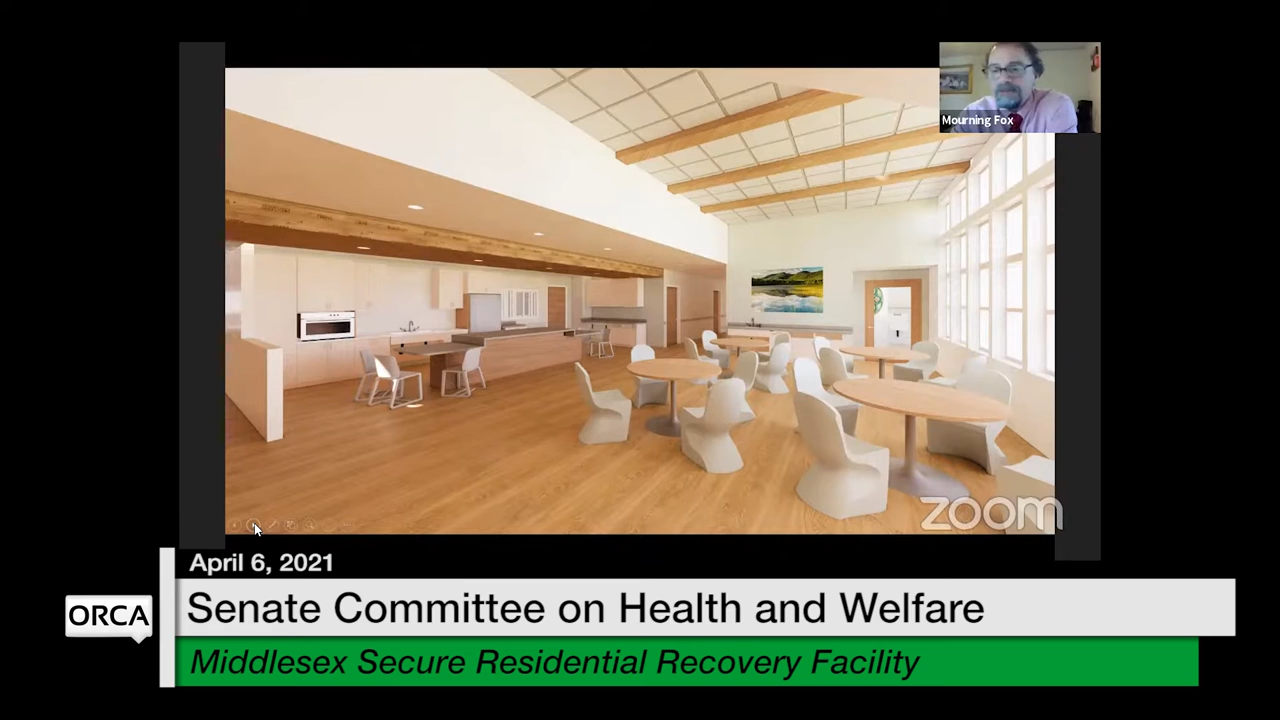 Mourning Fox
zoom
April 6, 2021
ORCA
Senate Committee on Health and Welfare
Middlesex Secure Residential Recovery Facility